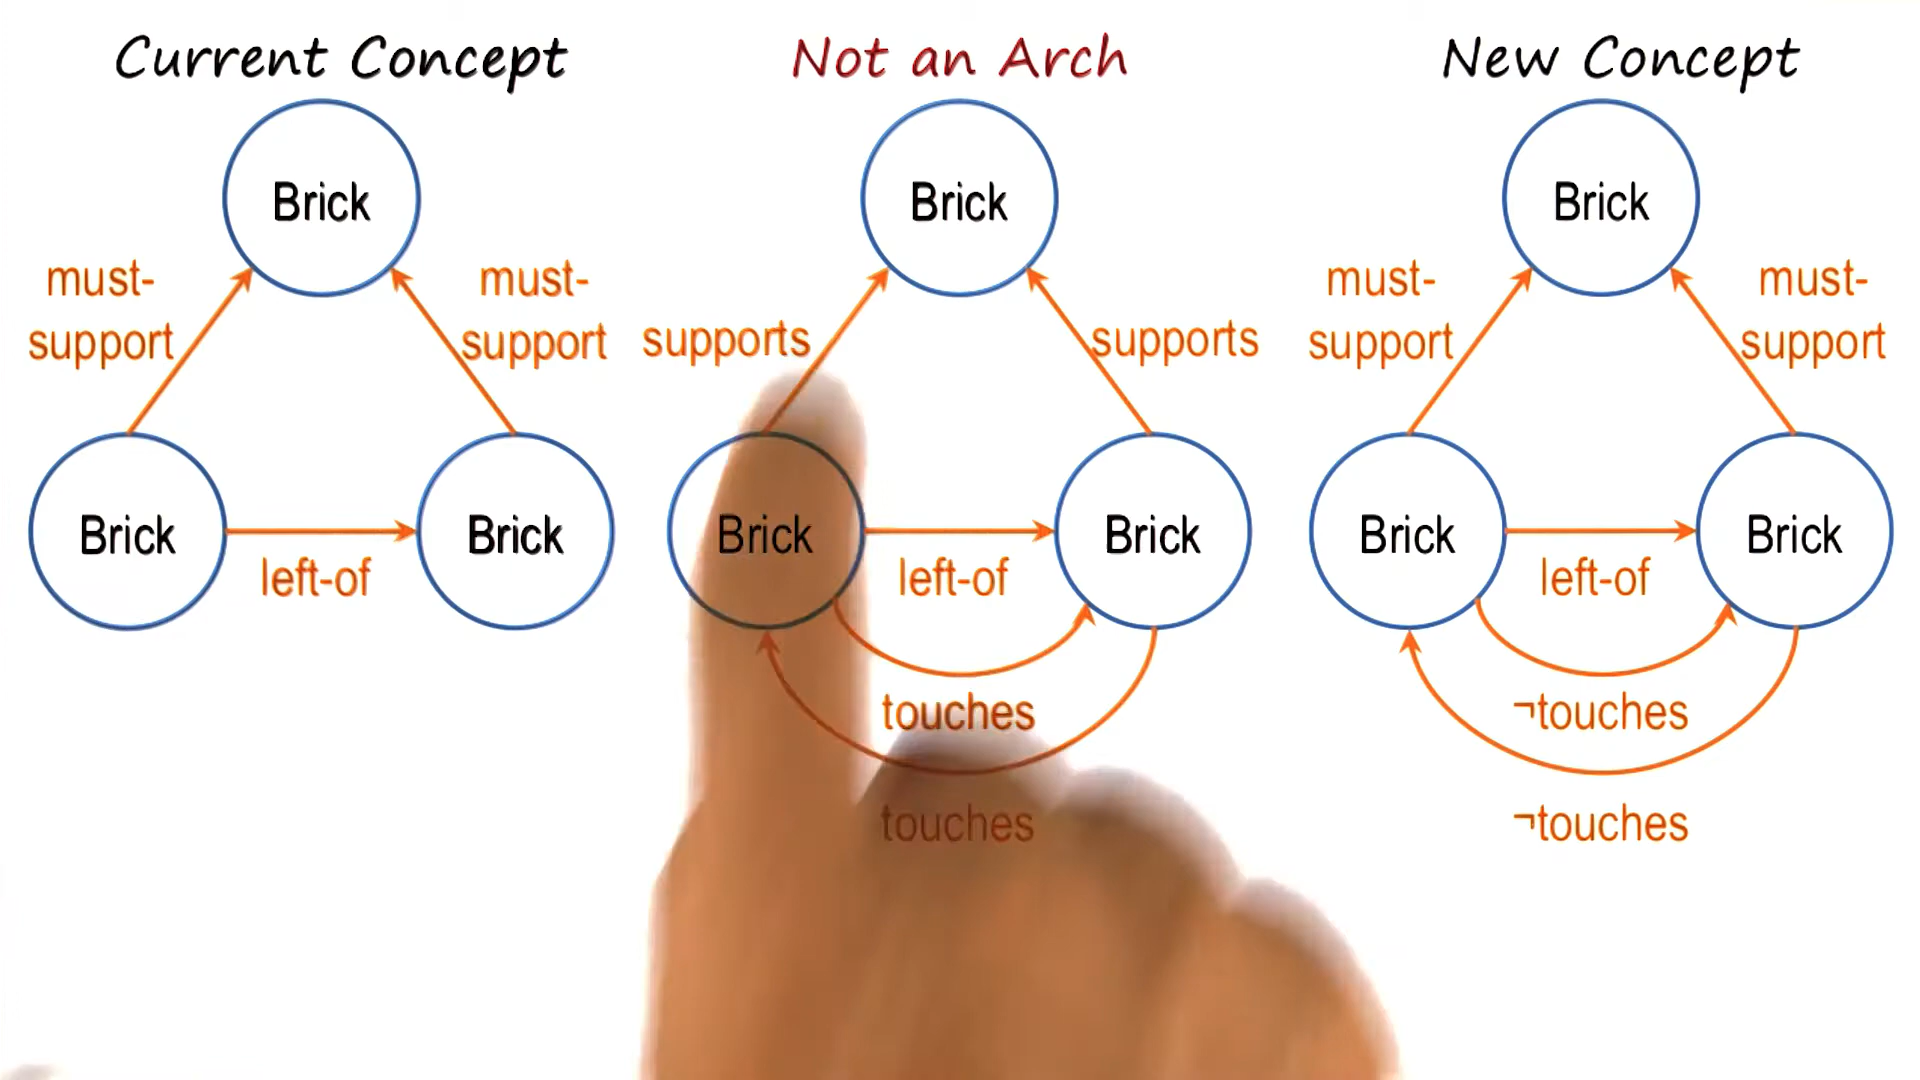 Current Concept
Brick
must-
support
must-
support
Brick
left-of
Brick
Not an Arch
Brick
supports
supports
Brick
left-of
Brick
touches
touches
New Concept
Brick
must-
support
must-
support
Brick
left-of
Brick
¬touches
¬touches